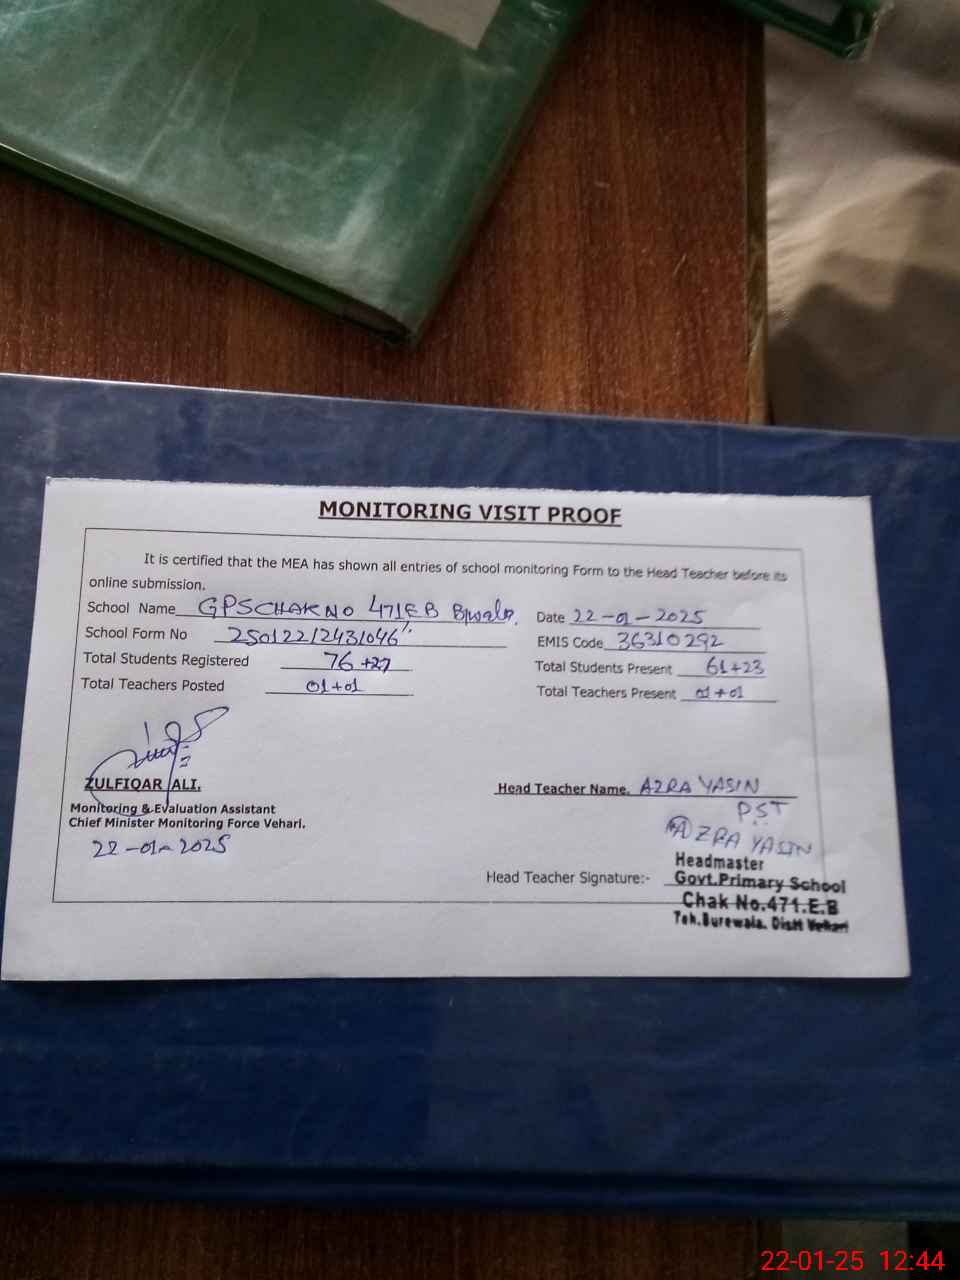 MONITORING VISIT PROOF
It is certified that the MEA has shown all entries of school monitoring Form to the Head Teacher before its
online submission.
School Name GPSCHAK NO 471EB
Date 22-01-2025
School Form No
EMIS Code 36310292
Total Students Registered 76+27
Total Students Present 61+23
Total Teachers Posted 01+01
Total Teachers Present 01+01
ZULFIQAR ALI.
Head Teacher Name. AZRA YASIN
Monitoring & Evaluation Assistant
PST
Chief Minister Monitoring Force Vehari.
AZRA YASIN
22-01-2025
Headmaster
Head Teacher Signature:- Govt.Primary School
Chak No.471.E.B
Teh.Burewala. Distt Vehari
22-01-25 12:44